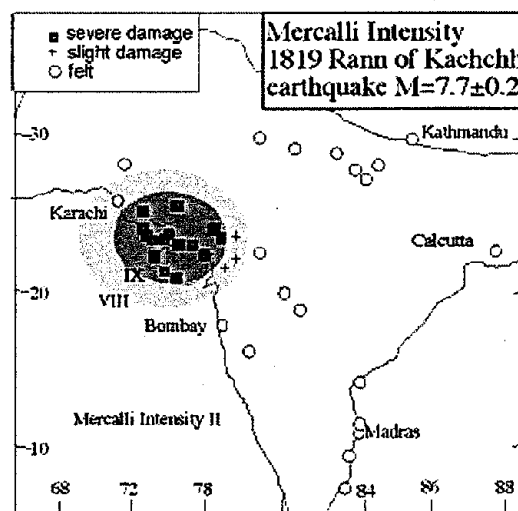 severe damage
slight damage
felt
Mercalli Intensity
1819 Rann of Kachchh
earthquake M=7.7±0.2
-30
Kathmandu
Karachi
Calcutta
IX
-20
VIII
Bombay
Mercalli Intensity II
Madras
-10
68 72 78 84 86 88